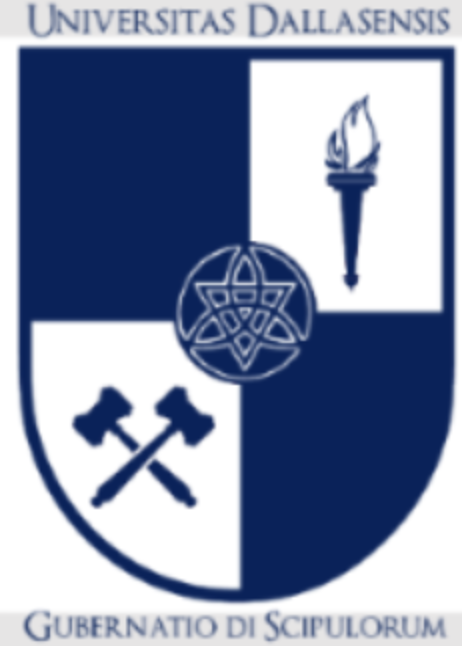 UNIVERSITAS DALLASENSIS
GUBERNATIO DI SCIPULORUM